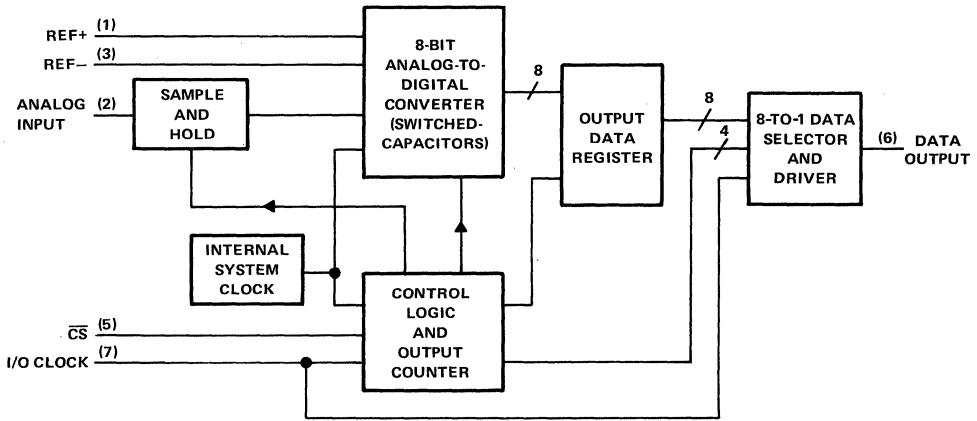 REF+ (1)
REF– (3)
ANALOG
INPUT
(2)
SAMPLE
AND
HOLD
8-BIT
ANALOG-TO-
DIGITAL
CONVERTER
(SWITCHED-
CAPACITORS)
8
OUTPUT
DATA
REGISTER
8
4
8-TO-1 DATA
SELECTOR
AND
DRIVER
(6)
DATA
OUTPUT
INTERNAL
SYSTEM
CLOCK
CONTROL
LOGIC
AND
OUTPUT
COUNTER
C̅S̅ (5)
I/O CLOCK (7)